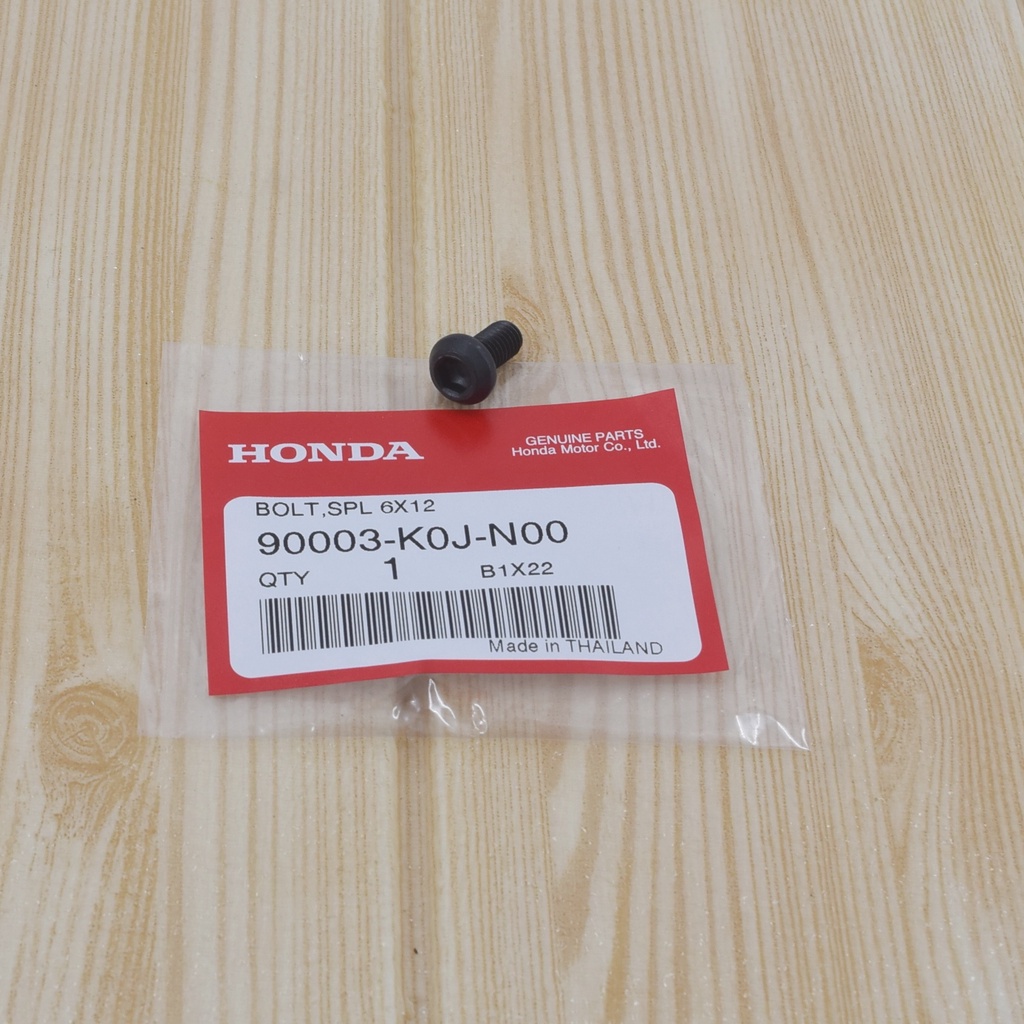 HONDA
GENUINE PARTS
Honda Motor Co., Ltd.
BOLT,SPL 6X12
90003-K0J-N00
QTY 1 B1X22
Made in THAILAND